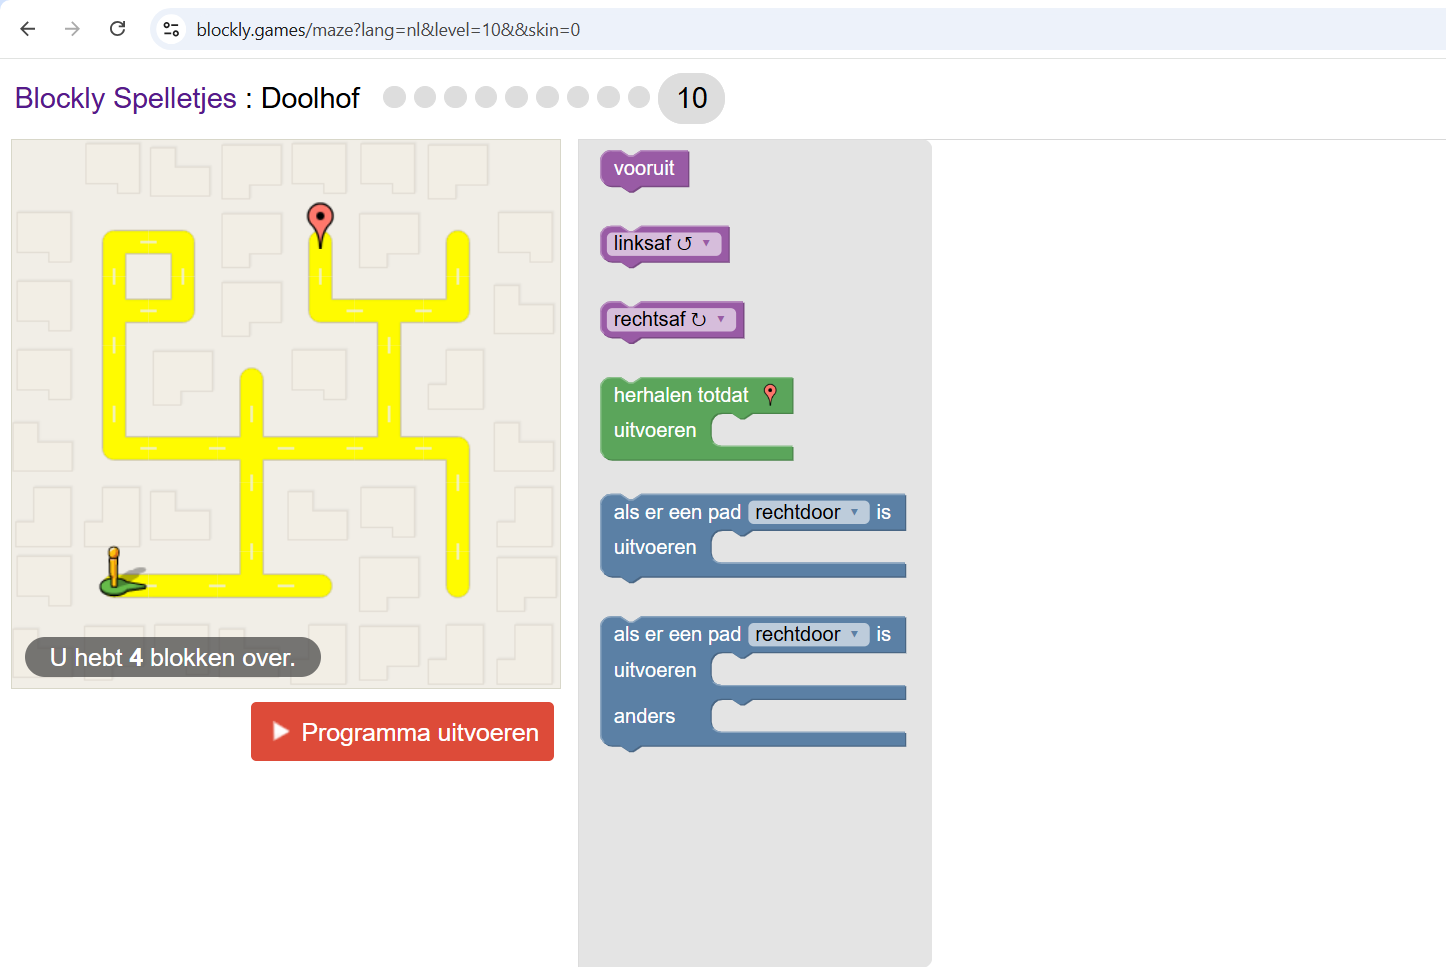 blockly.games/maze?lang=nl&level=10&&skin=0
Blockly Spelletjes : Doolhof 10
U hebt 4 blokken over.
Programma uitvoeren
vooruit
linksaf ↺ ▾
rechtsaf ↻ ▾
herhalen totdat
uitvoeren
als er een pad rechtdoor ▾ is
uitvoeren
als er een pad rechtdoor ▾ is
uitvoeren
anders